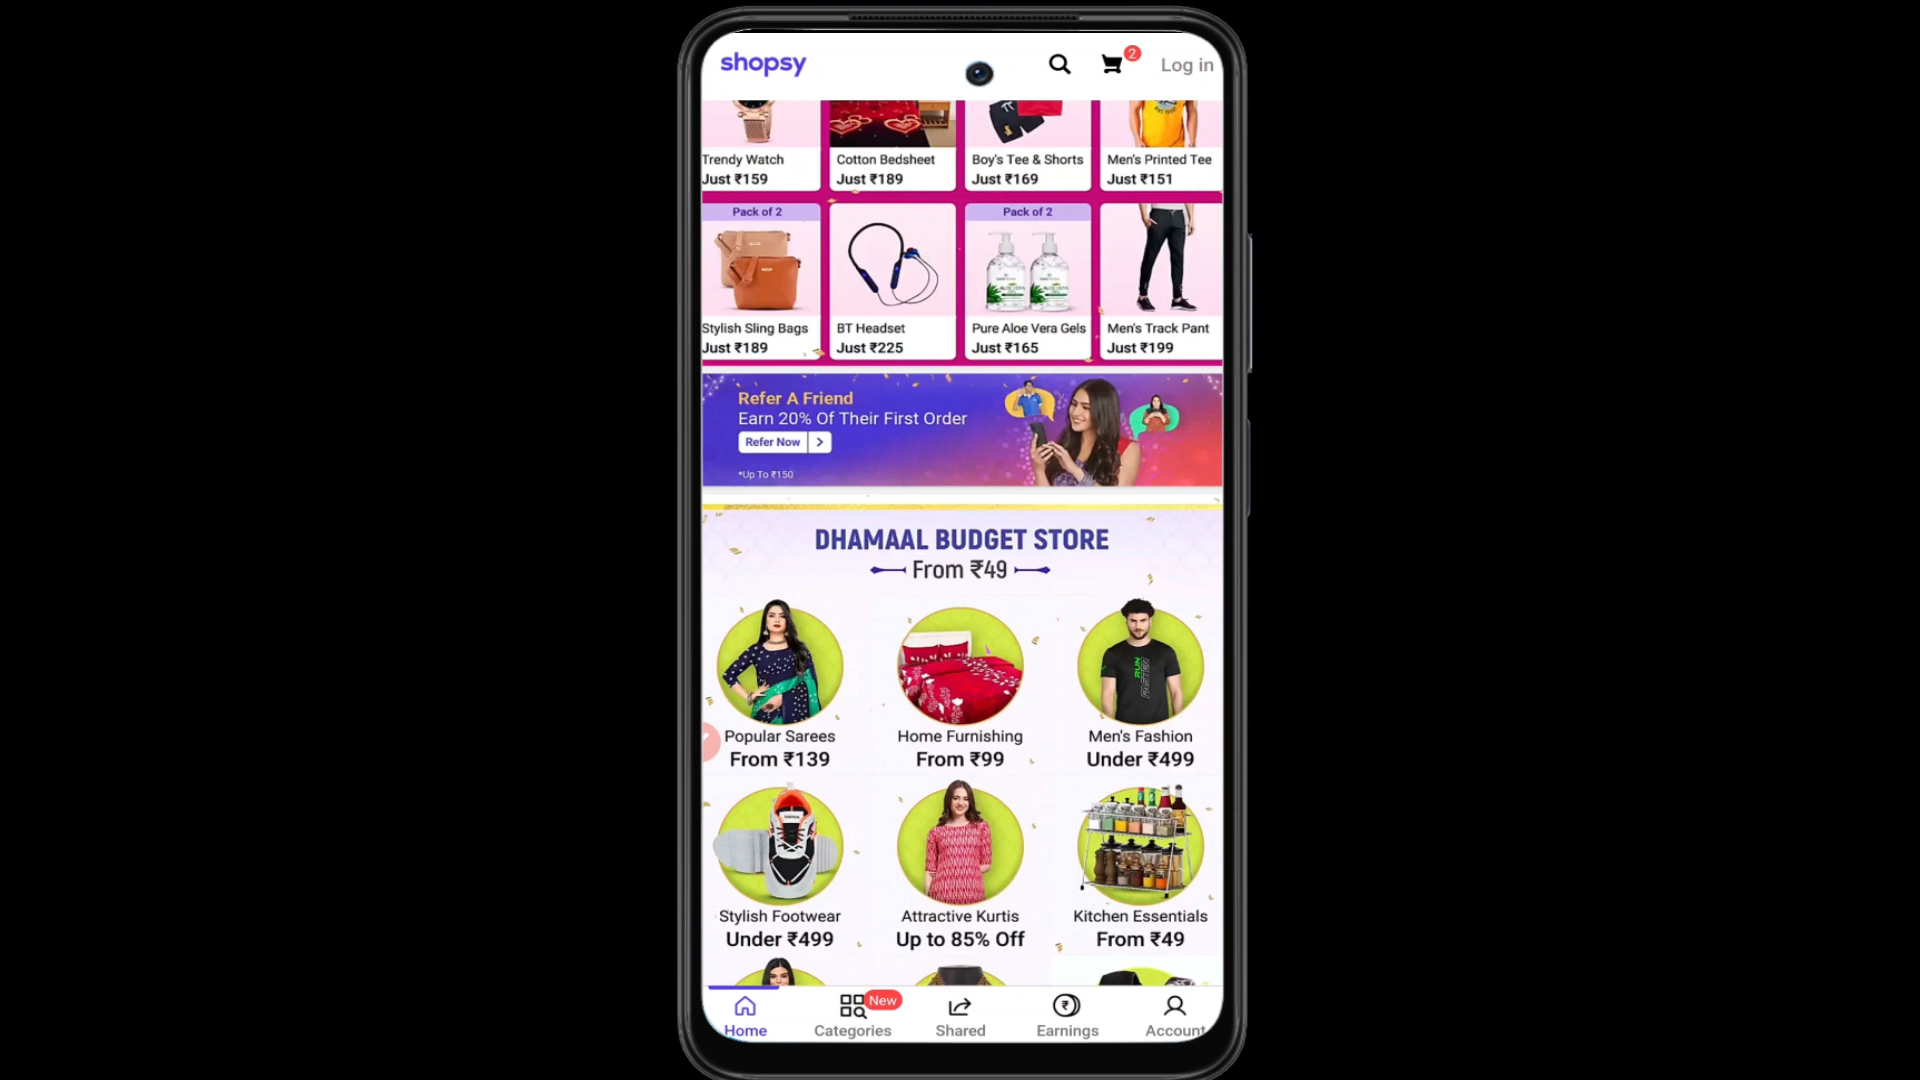 shopsy
2
Log in
Trendy Watch
Just ₹159
Cotton Bedsheet
Just ₹189
Boy's Tee & Shorts
Just ₹169
Men's Printed Tee
Just ₹151
Pack of 2
Stylish Sling Bags
Just ₹189
BT Headset
Just ₹225
Pack of 2
ALOE VERA
Pure Aloe Vera Gels
Just ₹165
Men's Track Pant
Just ₹199
Refer A Friend
Earn 20% Of Their First Order
Refer Now
*Up To ₹150
DHAMAAL BUDGET STORE
From ₹49
Popular Sarees
From ₹139
Home Furnishing
From ₹99
RUN
FASTER
Men's Fashion
Under ₹499
Stylish Footwear
Under ₹499
Attractive Kurtis
Up to 85% Off
Kitchen Essentials
From ₹49
Home
New
Categories
Shared
₹
Earnings
Account